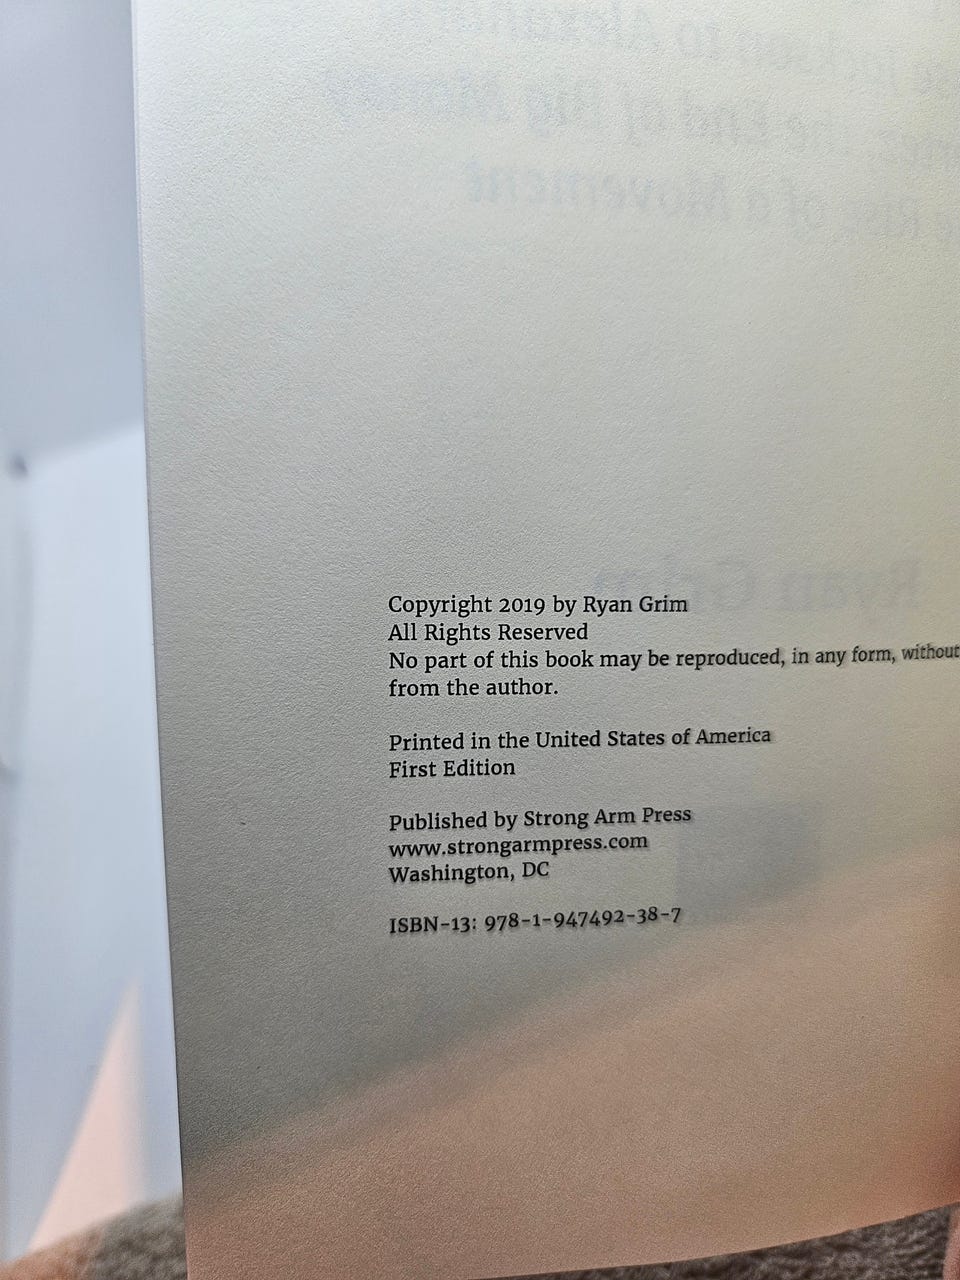 Copyright 2019 by Ryan Grim
All Rights Reserved
No part of this book may be reproduced, in any form, without
from the author.
Printed in the United States of America
First Edition
Published by Strong Arm Press
www.strongarmpress.com
Washington, DC
ISBN-13: 978-1-947492-38-7